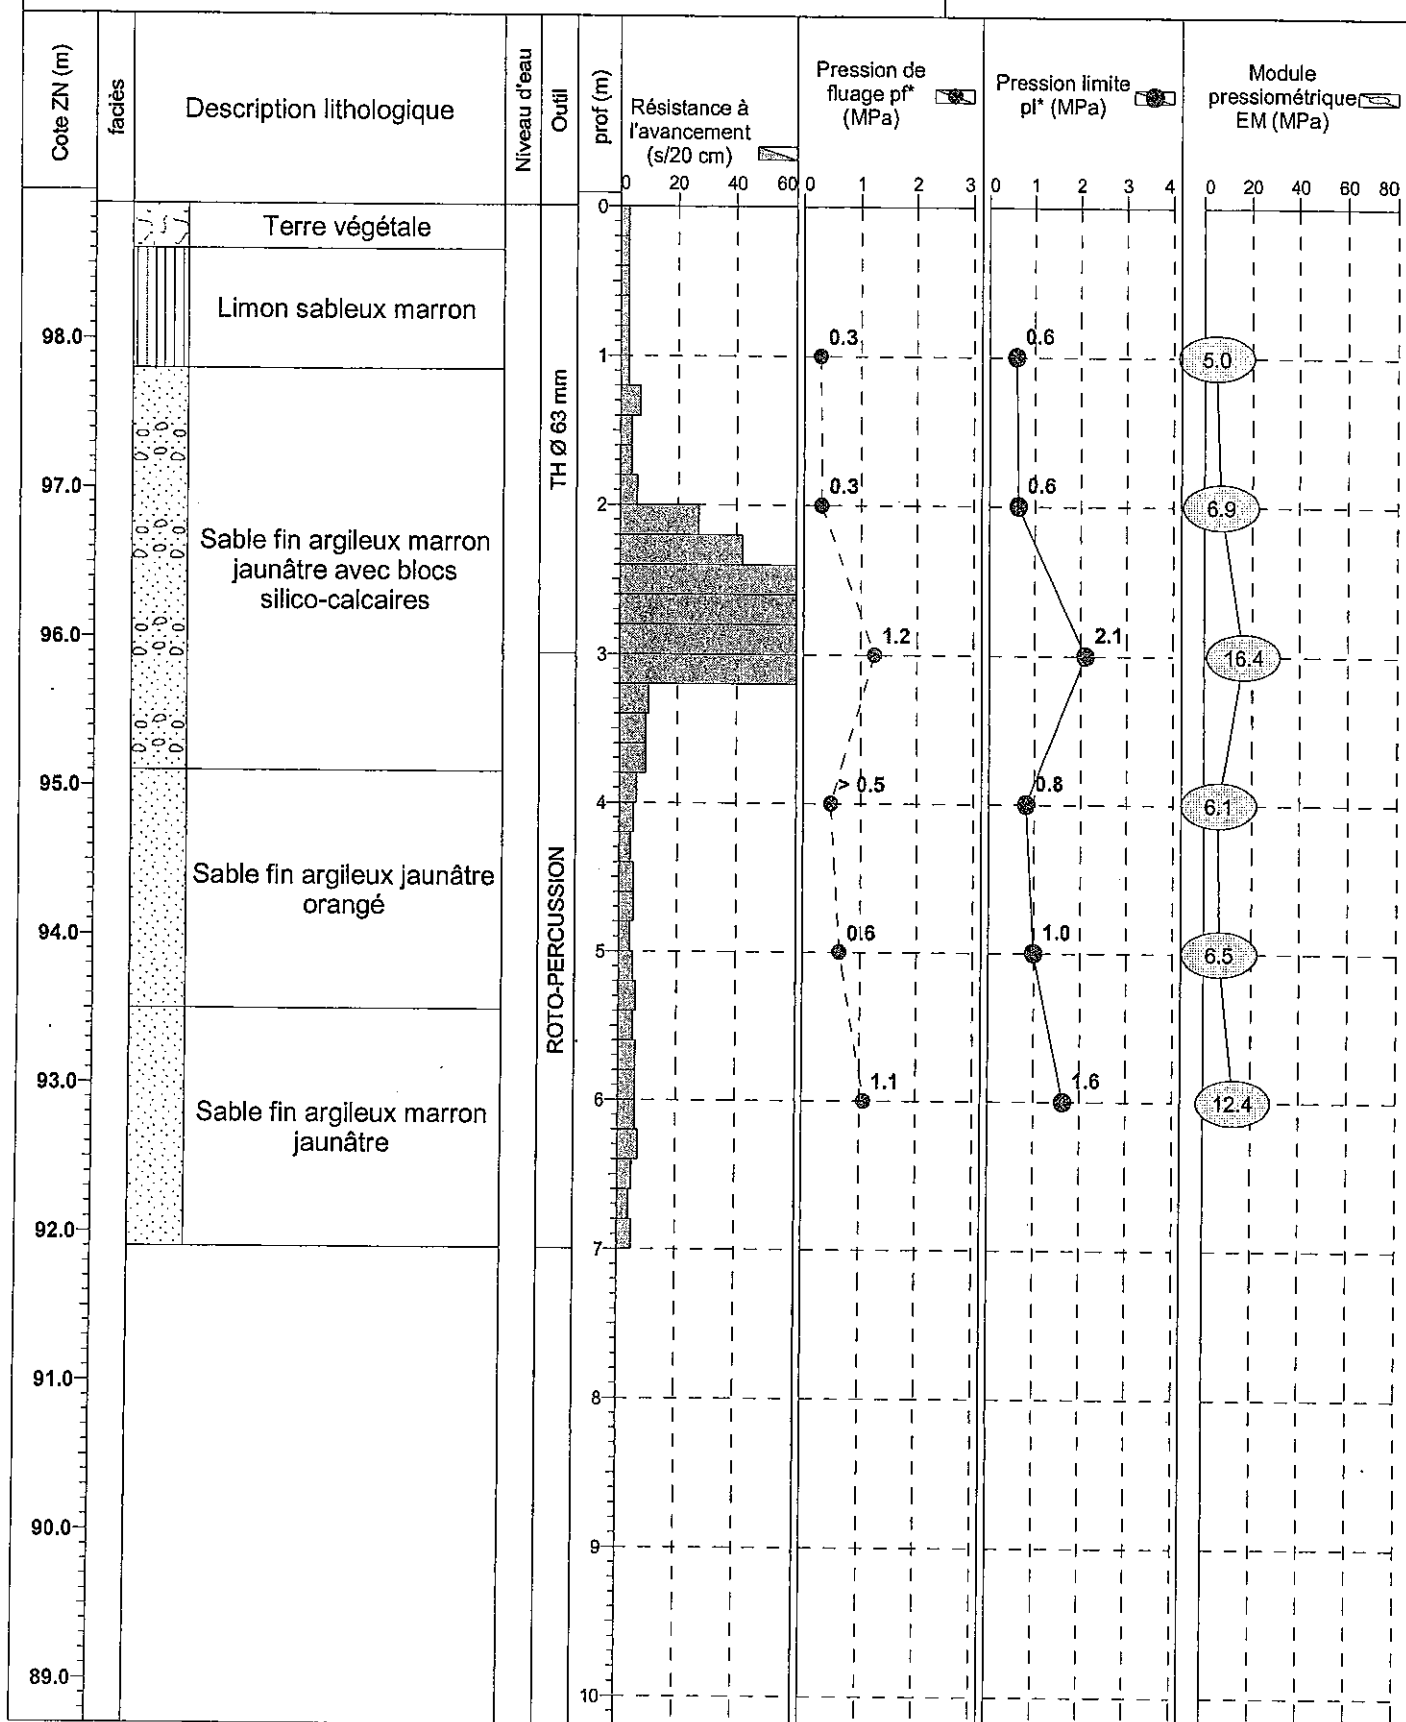 Cote ZN (m)
faciès
Description lithologique
Niveau d'eau
Outil
prof (m)
Résistance à
l'avancement
(s/20 cm)
0 20 40 60
Pression de
fluage pf*
(MPa)
0 1 2 3
Pression limite
pl* (MPa)
0 1 2 3 4
Module
pressiométrique
EM (MPa)
0 20 40 60 80
0
Terre végétale
Limon sableux marron
98.0
1
0.3
0.6
5.0
TH Ø 63 mm
97.0
2
0.3
0.6
6.9
Sable fin argileux marron
jaunâtre avec blocs
silico-calcaires
96.0
3
1.2
2.1
16.4
95.0
4
> 0.5
0.8
6.1
Sable fin argileux jaunâtre
orangé
ROTO-PERCUSSION
94.0
5
0.6
1.0
6.5
93.0
6
1.1
1.6
12.4
Sable fin argileux marron
jaunâtre
92.0
7
91.0
8
90.0
9
89.0
10